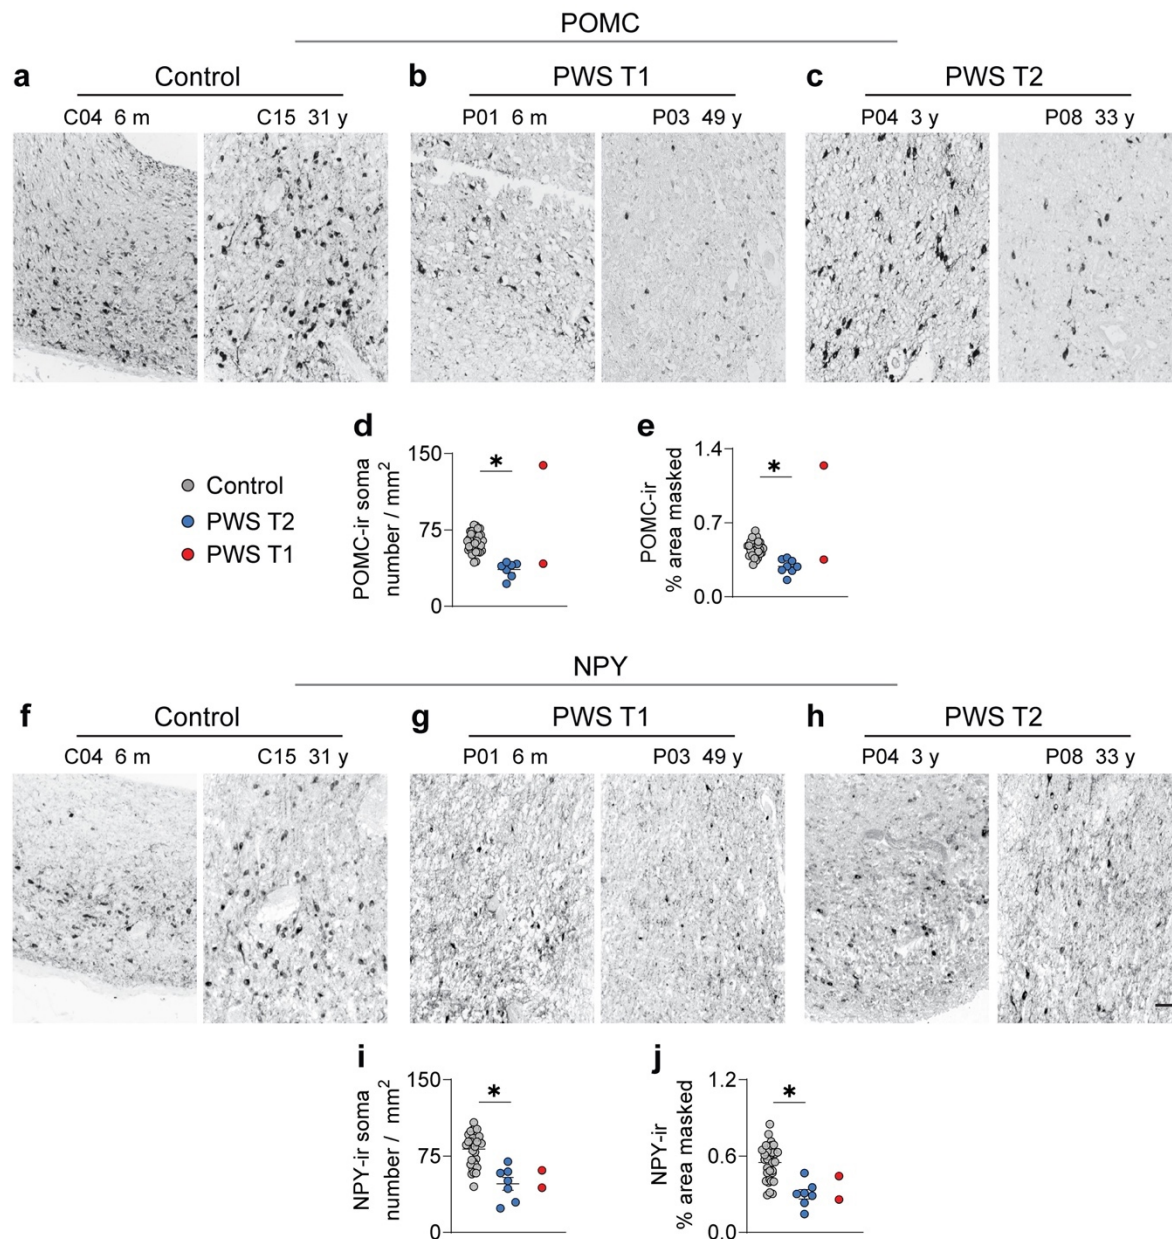 POMC
a Control
C04 6 m C15 31 y
b PWS T1
P01 6 m P03 49 y
c PWS T2
P04 3 y P08 33 y
Control
PWS T2
PWS T1
d
POMC-ir soma
number / mm²
150
75
0
*
e
POMC-ir
% area masked
1.4
0.7
0.0
*
NPY
f Control
C04 6 m C15 31 y
g PWS T1
P01 6 m P03 49 y
h PWS T2
P04 3 y P08 33 y
i
NPY-ir soma
number / mm²
150
75
0
*
j
NPY-ir
% area masked
1.2
0.6
0.0
*